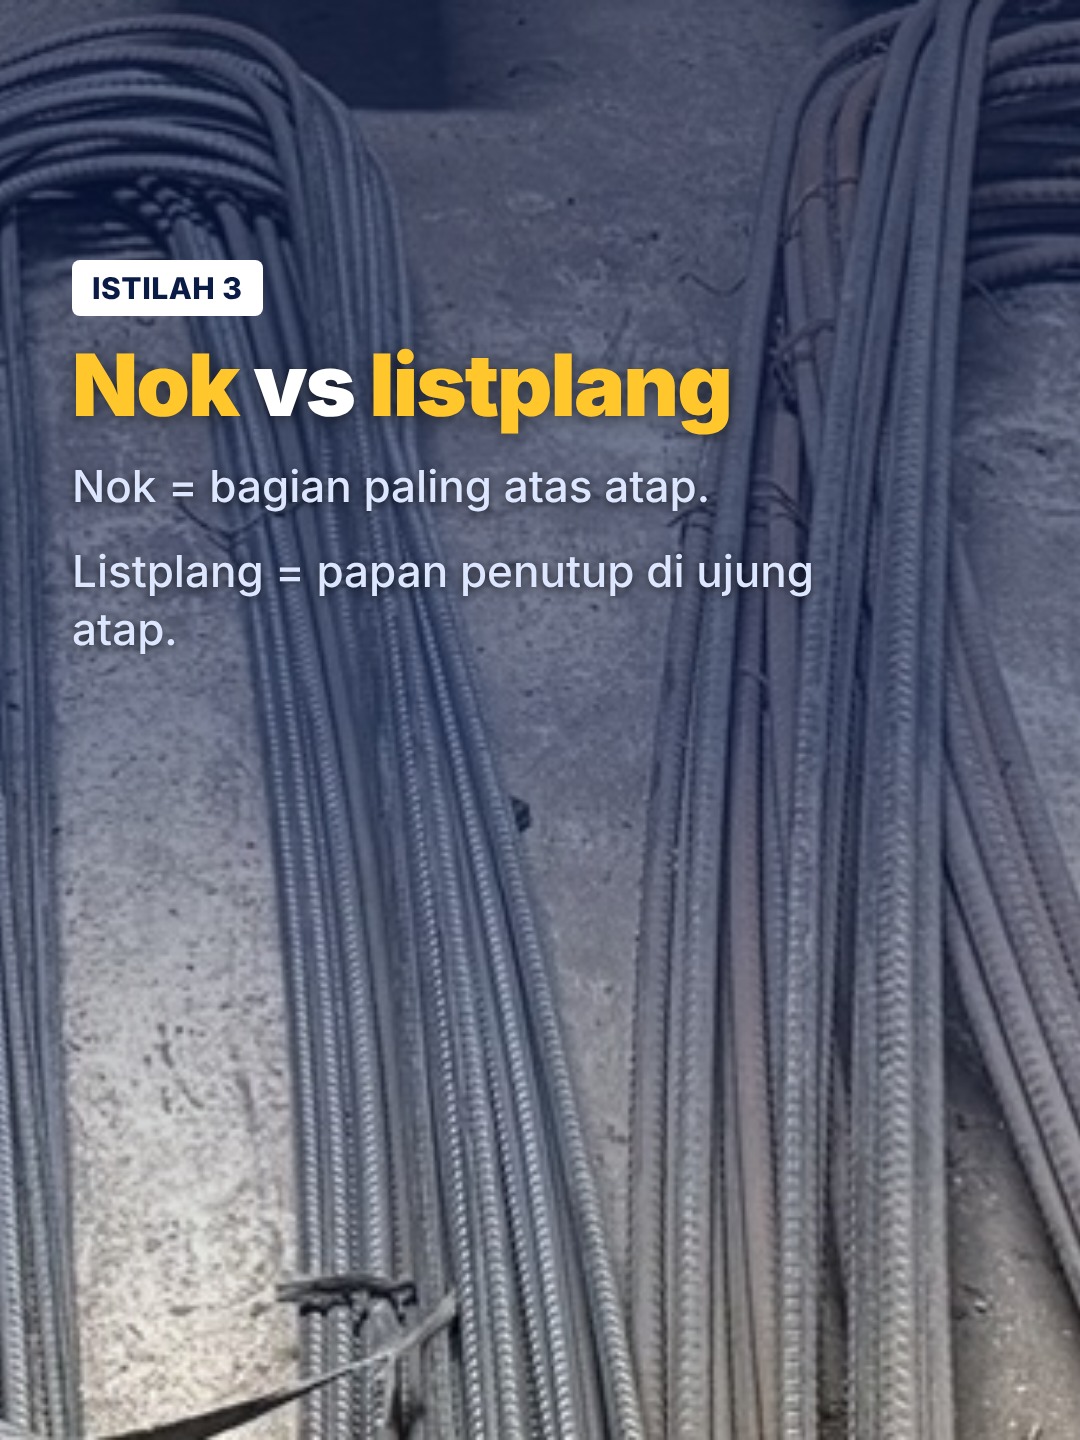 ISTILAH 3
Nok vs listplang
Nok = bagian paling atas atap.
Listplang = papan penutup di ujung
atap.